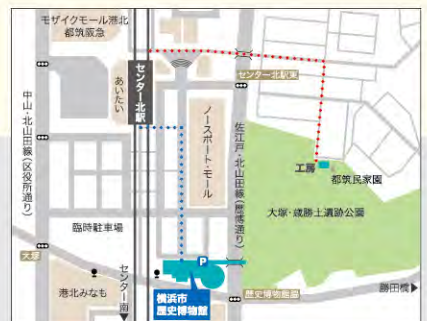 モザイクモール港北
都筑阪急
あいたい
センター北駅
センター北駅東
中山・北山田線(区役所通り)
ノースポート・モール
佐江戸・北山田線(歴博通り)
工房
都筑民家園
大塚・歳勝土遺跡公園
臨時駐車場
大塚
P
港北みなも
センター南
横浜市
歴史博物館
歴史博物館前
勝田橋